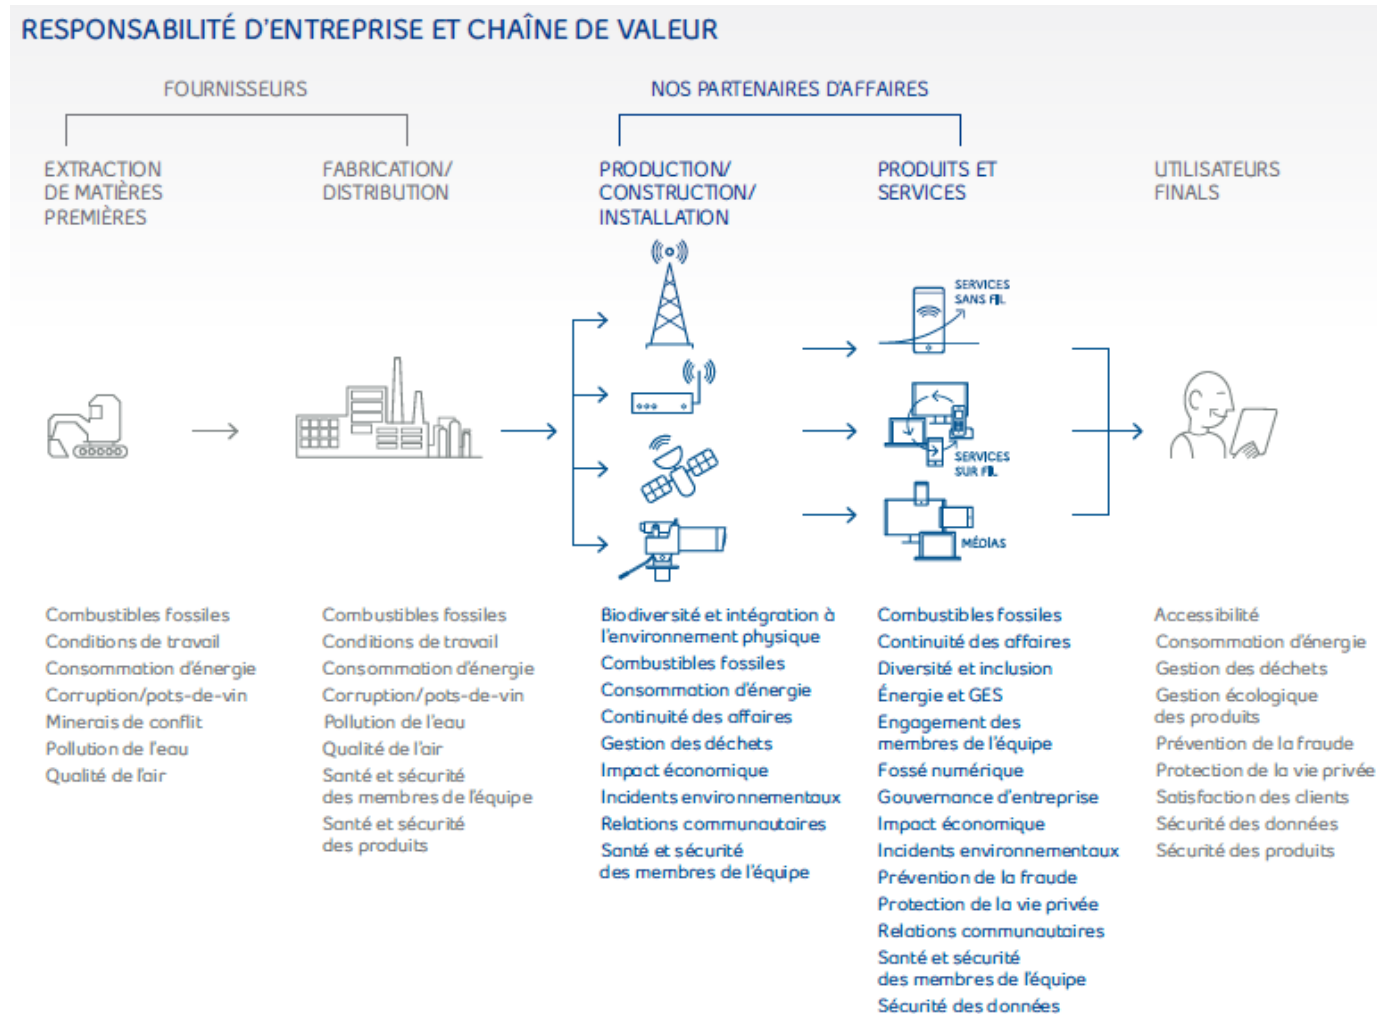 RESPONSABILITÉ D'ENTREPRISE ET CHAÎNE DE VALEUR
FOURNISSEURS
NOS PARTENAIRES D'AFFAIRES
EXTRACTION
DE MATIÈRES
PREMIÈRES
FABRICATION/
DISTRIBUTION
PRODUCTION/
CONSTRUCTION/
INSTALLATION
PRODUITS ET
SERVICES
UTILISATEURS
FINALS
SERVICES
SANS FIL
SERVICES
SUR FIL
MÉDIAS
Combustibles fossiles
Conditions de travail
Consommation d'énergie
Corruption/pots-de-vin
Minerais de conflit
Pollution de l'eau
Qualité de l'air
Combustibles fossiles
Conditions de travail
Consommation d'énergie
Corruption/pots-de-vin
Pollution de l'eau
Qualité de l'air
Santé et sécurité
des membres de l'équipe
Santé et sécurité
des produits
Biodiversité et intégration à
l'environnement physique
Combustibles fossiles
Consommation d'énergie
Continuité des affaires
Gestion des déchets
Impact économique
Incidents environnementaux
Relations communautaires
Santé et sécurité
des membres de l'équipe
Combustibles fossiles
Continuité des affaires
Diversité et inclusion
Énergie et GES
Engagement des
membres de l'équipe
Fossé numérique
Gouvernance d'entreprise
Impact économique
Incidents environnementaux
Prévention de la fraude
Protection de la vie privée
Relations communautaires
Santé et sécurité
des membres de l'équipe
Sécurité des données
Accessibilité
Consommation d'énergie
Gestion des déchets
Gestion écologique
des produits
Prévention de la fraude
Protection de la vie privée
Satisfaction des clients
Sécurité des données
Sécurité des produits